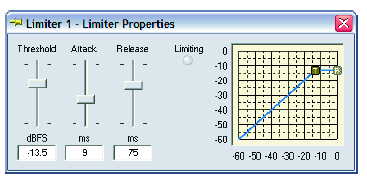 Limiter 1 - Limiter Properties
Threshold Attack Release Limiting
dBFS ms ms
-13.5 9 75
0
-10
-20
-30
-40
-50
-60
-60 -50 -40 -30 -20 -10 0